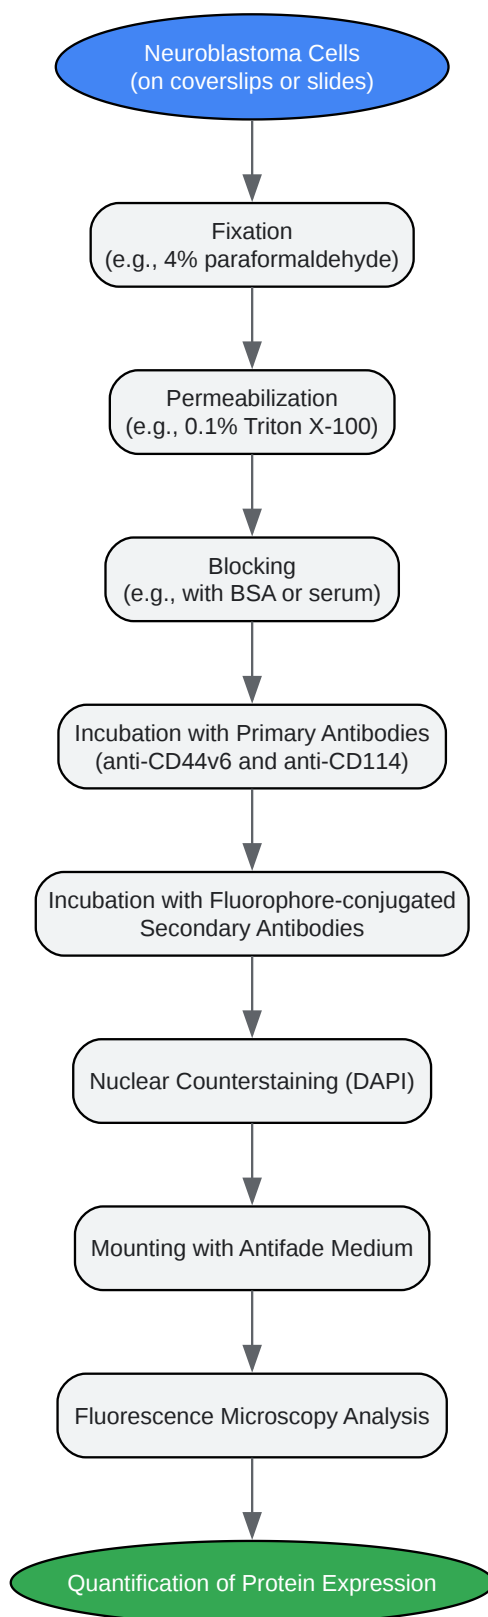 Neuroblastoma Cells
(on coverslips or slides)
Fixation
(e.g., 4% paraformaldehyde)
Permeabilization
(e.g., 0.1% Triton X-100)
Blocking
(e.g., with BSA or serum)
Incubation with Primary Antibodies
(anti-CD44v6 and anti-CD114)
Incubation with Fluorophore-conjugated
Secondary Antibodies
Nuclear Counterstaining (DAPI)
Mounting with Antifade Medium
Fluorescence Microscopy Analysis
Quantification of Protein Expression